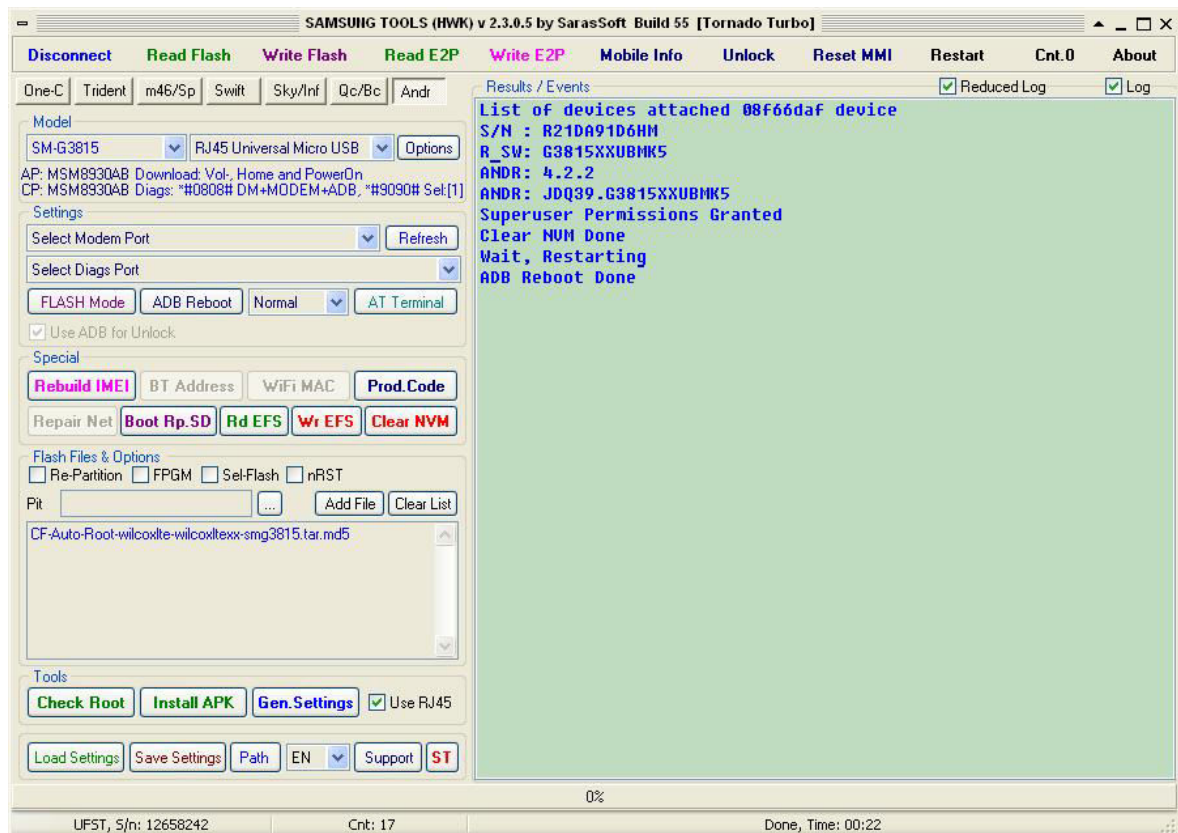 SAMSUNG TOOLS (HWK) v 2.3.0.5 by SarasSoft Build 55 [Tornado Turbo]
Disconnect Read Flash Write Flash Read E2P Write E2P Mobile Info Unlock Reset MMI Restart Cnt.0 About
One-C Trident m46/Sp Swift Sky/Inf Qc/Bc Andr
Model
SM-G3815 RJ45 Universal Micro USB Options
AP: MSM8930AB Download: Vol-, Home and PowerOn
CP: MSM8930AB Diags: *#0808# DM+MODEM+ADB, *#9090# Sel:[1]
Settings
Select Modem Port Refresh
Select Diags Port
FLASH Mode ADB Reboot Normal AT Terminal
Use ADB for Unlock
Special
Rebuild IMEI BT Address WiFi MAC Prod.Code
Repair Net Boot Rp.SD Rd EFS Wr EFS Clear NVM
Flash Files & Options
Re-Partition FPGM Sel-Flash nRST
Pit ... Add File Clear List
CF-Auto-Root-wilcoxlte-wilcoxltexx-smg3815.tar.md5
Tools
Check Root Install APK Gen.Settings Use RJ45
Load Settings Save Settings Path EN Support ST
Results / Events Reduced Log Log
List of devices attached 08f66daf device
S/N : R21DA91D6HM
R_SW: G3815XXUBMK5
ANDR: 4.2.2
ANDR: JDQ39.G3815XXUBMK5
Superuser Permissions Granted
Clear NVM Done
Wait, Restarting
ADB Reboot Done
0%
UFST, S/n: 12658242 Cnt: 17 Done, Time: 00:22